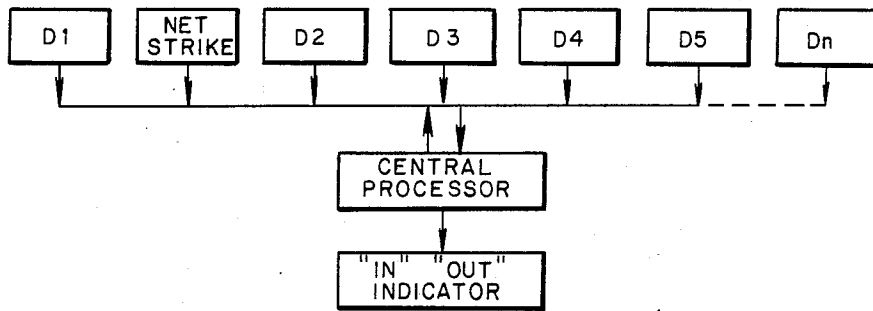 D1
NET
STRIKE
D2
D3
D4
D5
Dn
CENTRAL
PROCESSOR
"IN" "OUT"
INDICATOR